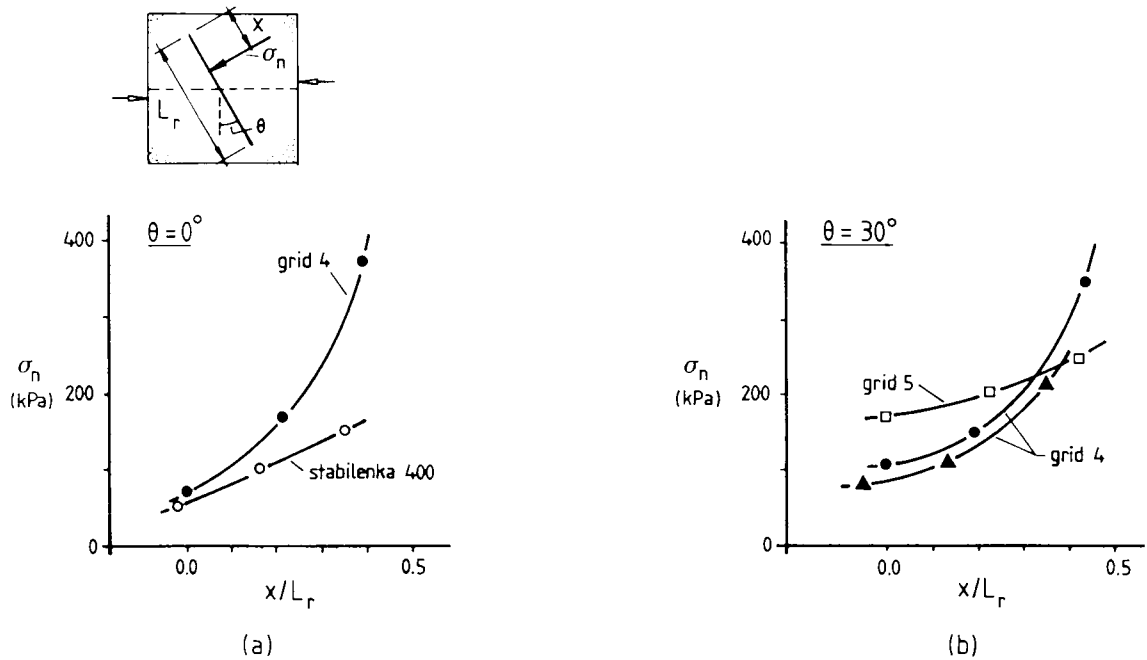 x
σn
Lr
θ
θ = 0°
400
grid 4
σn
(kPa)
200
stabilenka 400
0
0.0
0.5
x/Lr
(a)
θ = 30°
400
σn
(kPa)
200
grid 5
grid 4
0
0.0
0.5
x/Lr
(b)